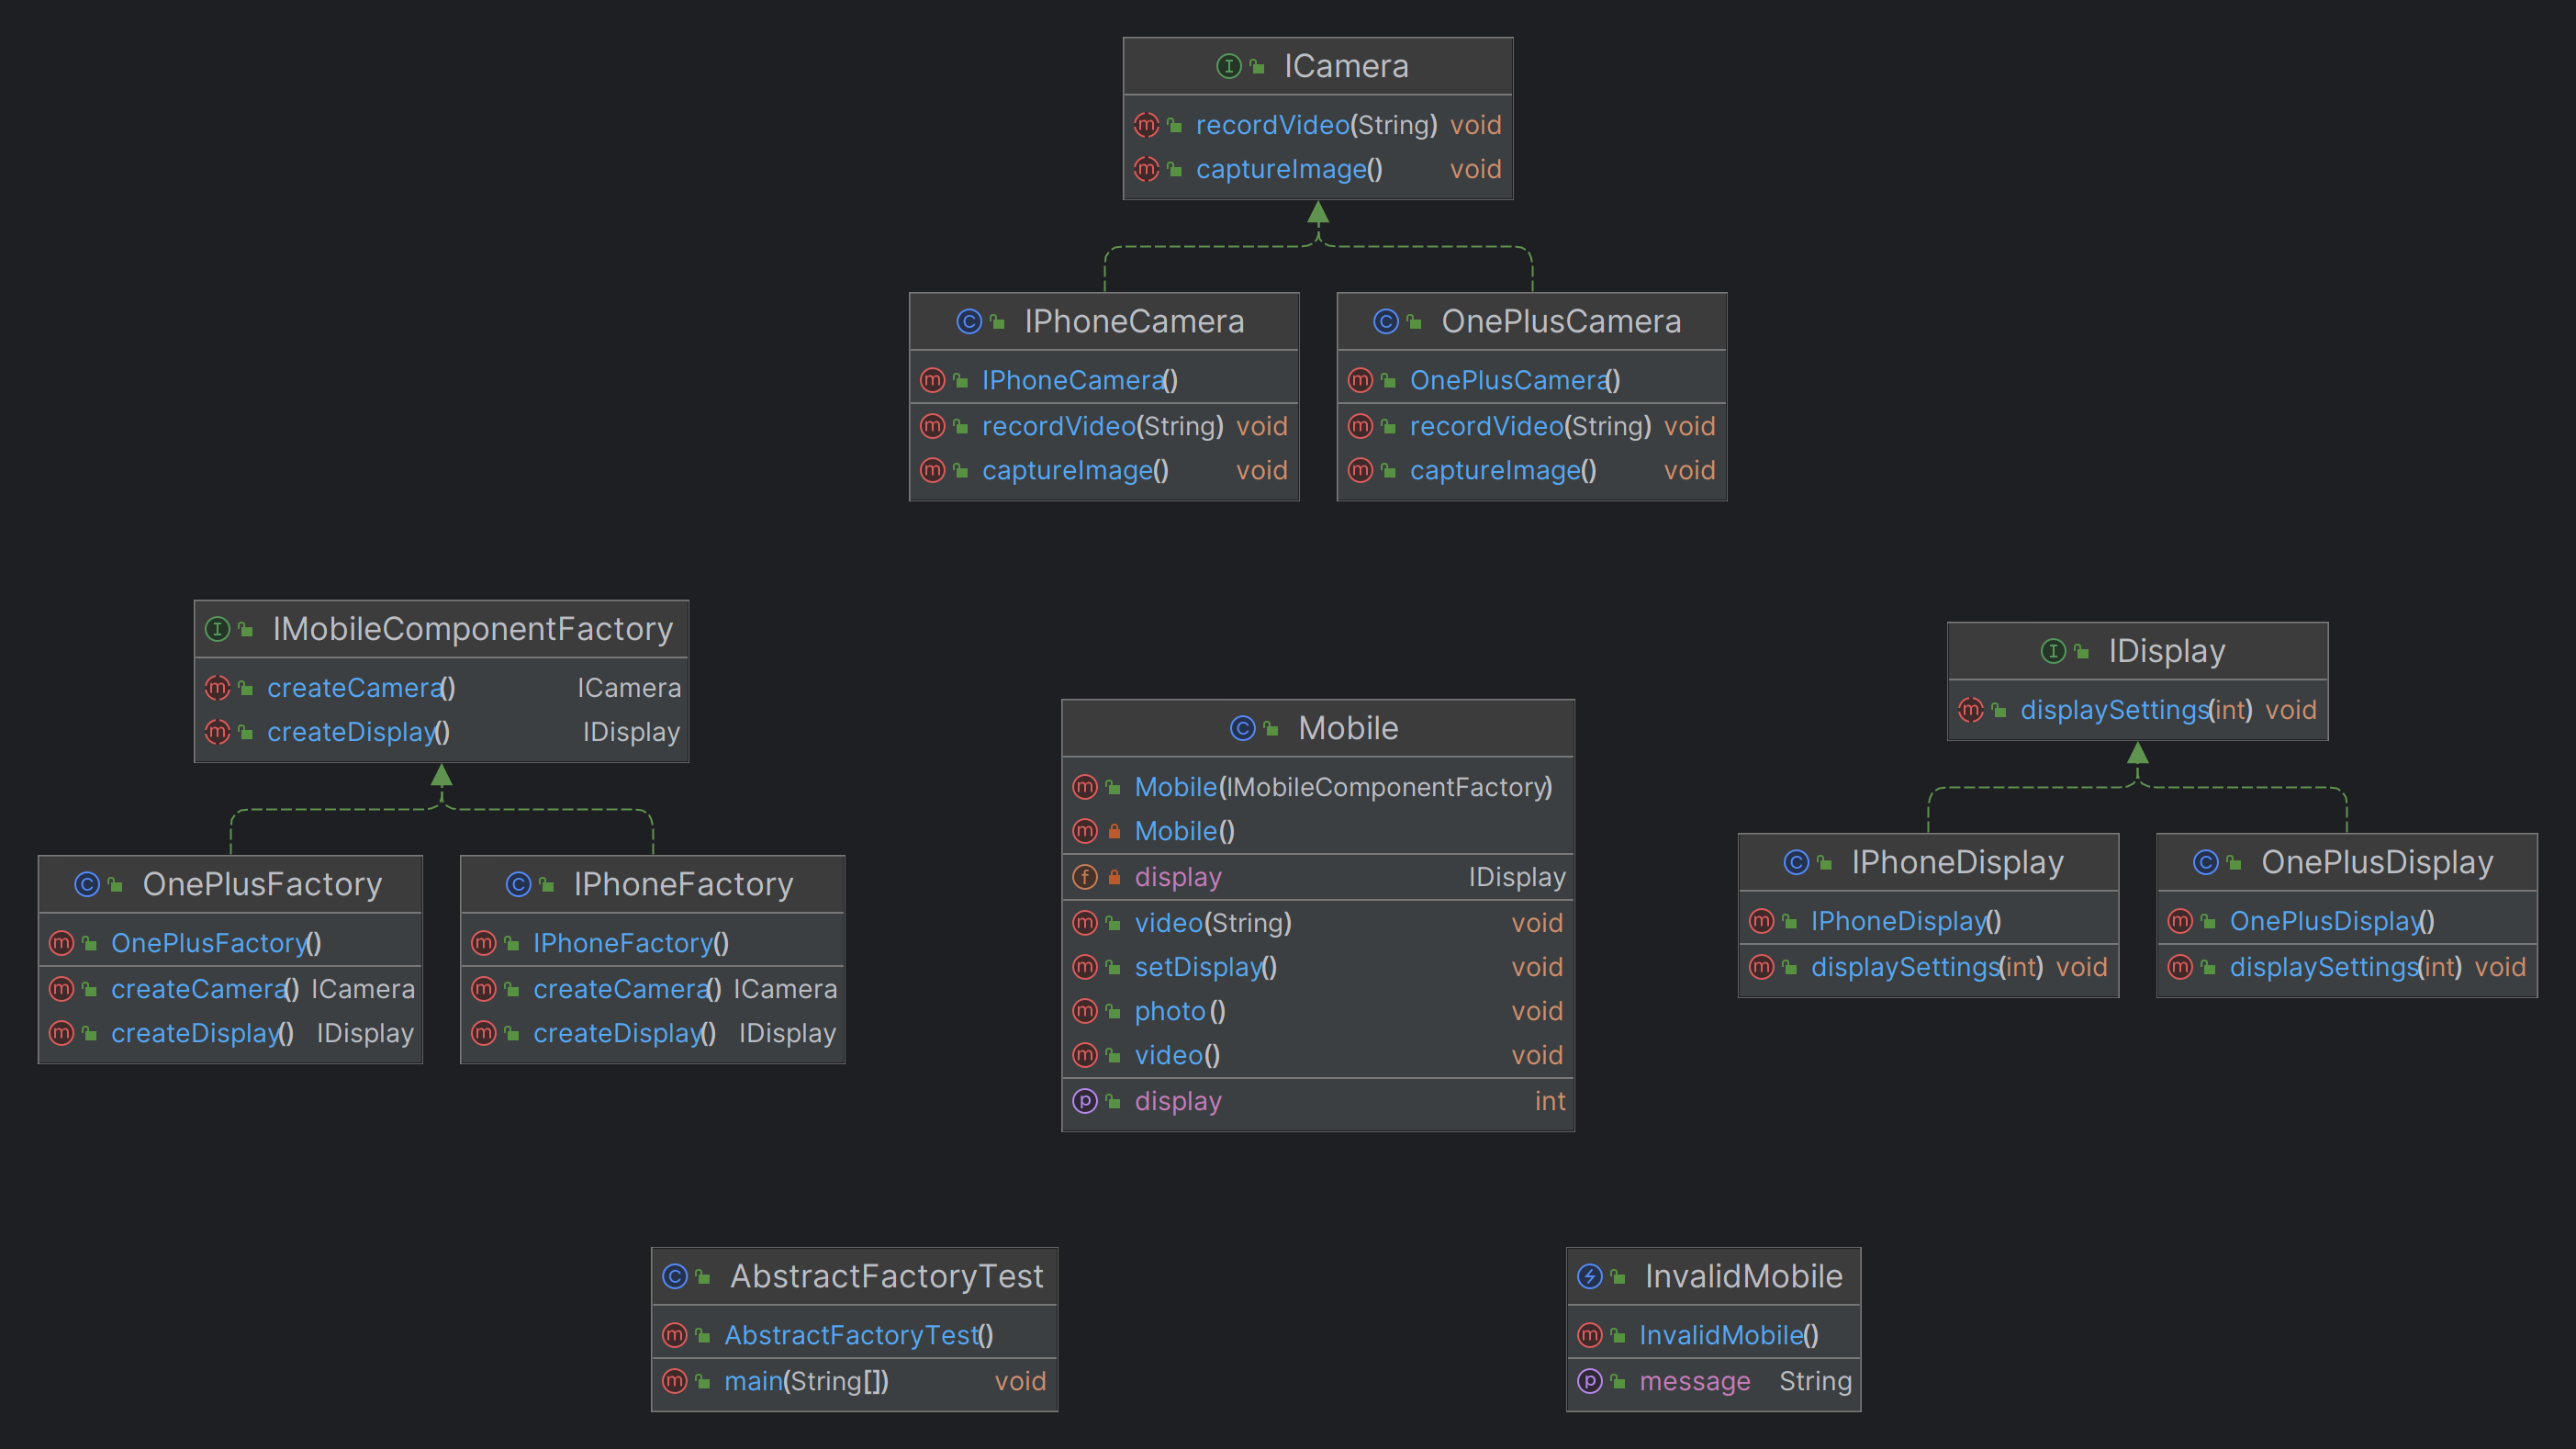 ICamera
recordVideo(String) void
captureImage() void
IPhoneCamera
IPhoneCamera()
recordVideo(String) void
captureImage() void
OnePlusCamera
OnePlusCamera()
recordVideo(String) void
captureImage() void
IMobileComponentFactory
createCamera() ICamera
createDisplay() IDisplay
OnePlusFactory
OnePlusFactory()
createCamera() ICamera
createDisplay() IDisplay
IPhoneFactory
IPhoneFactory()
createCamera() ICamera
createDisplay() IDisplay
Mobile
Mobile(IMobileComponentFactory)
Mobile()
display IDisplay
video(String) void
setDisplay() void
photo() void
video() void
display int
IDisplay
displaySettings(int) void
IPhoneDisplay
IPhoneDisplay()
displaySettings(int) void
OnePlusDisplay
OnePlusDisplay()
displaySettings(int) void
AbstractFactoryTest
AbstractFactoryTest()
main(String[]) void
InvalidMobile
InvalidMobile()
message String